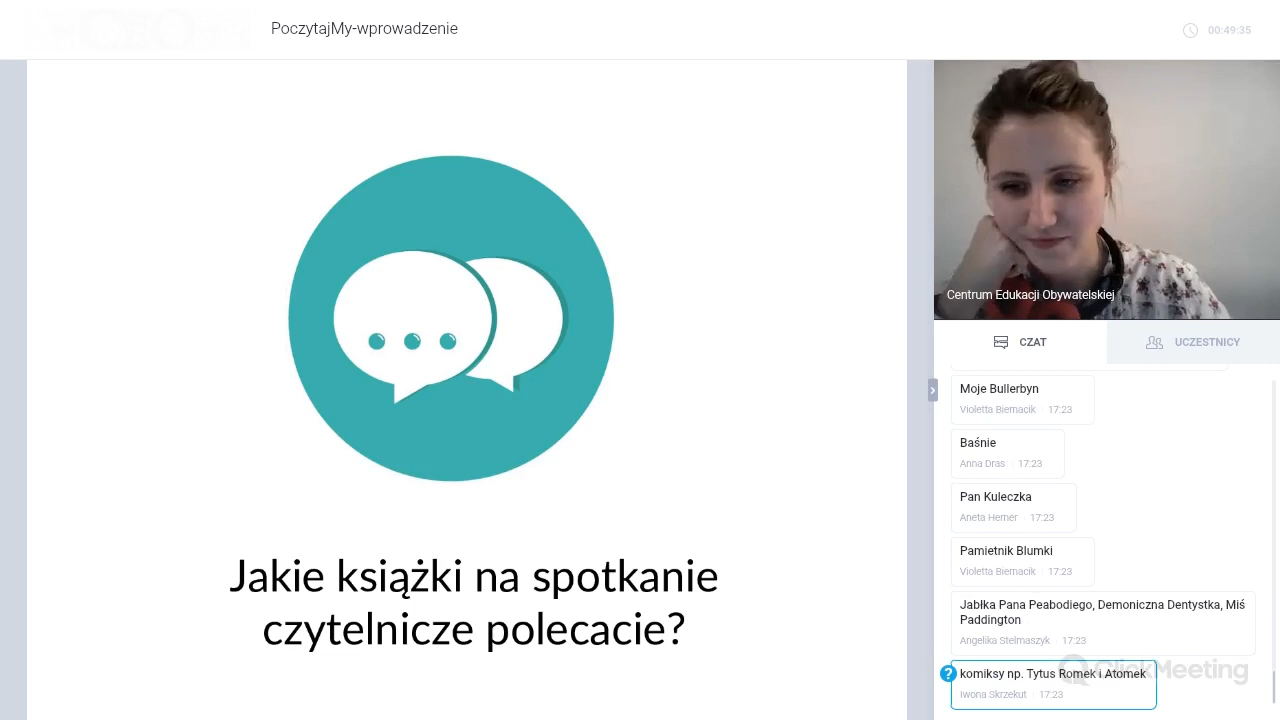 PoczytajMy-wprowadzenie
00:49:35
Jakie książki na spotkanie
czytelnicze polecacie?
Centrum Edukacji Obywatelskiej
CZAT
UCZESTNICY
Moje Bullerbyn
Violetta Biernacik 17:23
Baśnie
Anna Dras 17:23
Pan Kuleczka
Aneta Herner 17:23
Pamietnik Blumki
Violetta Biernacik 17:23
Jabłka Pana Peabodiego, Demoniczna Dentystka, Miś
Paddington
Angelika Stelmaszyk 17:23
?
komiksy np. Tytus Romek i Atomek
Iwona Skrzekut 17:23
ClickMeeting